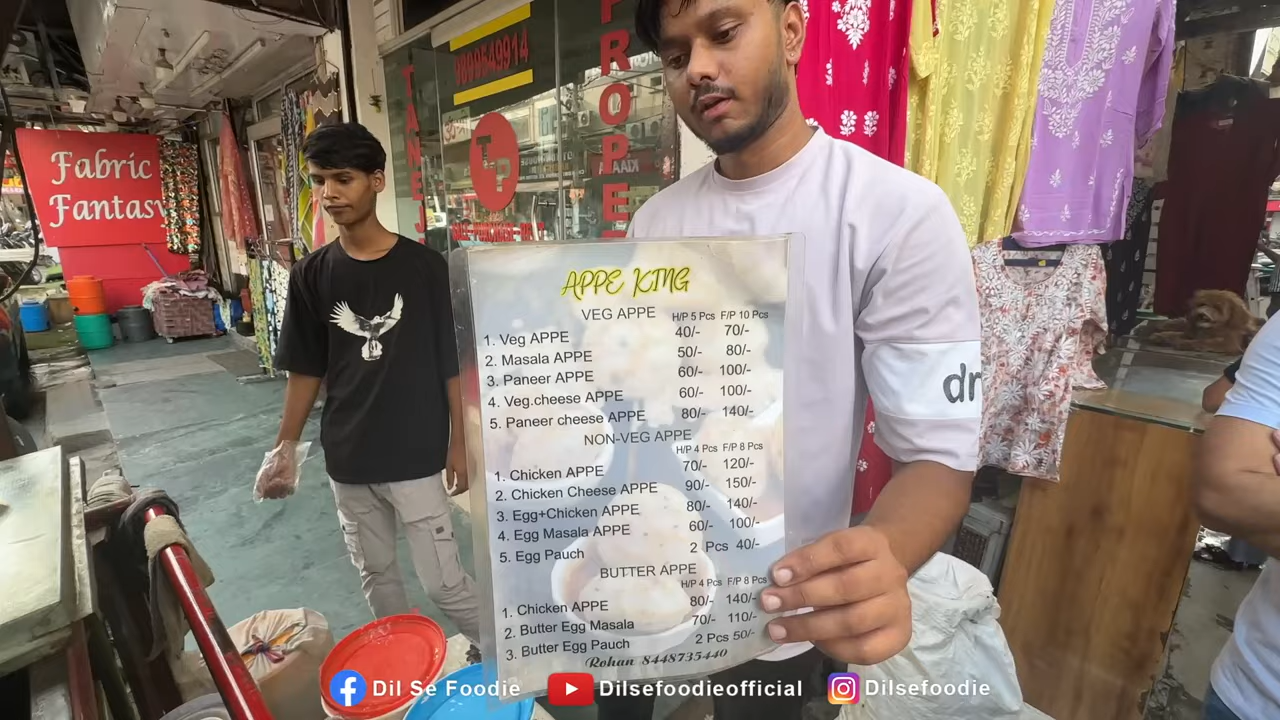 Fabric
Fantasy
TANEJ
9899549914
T P
PROPE
APPE KING
VEG APPE H/P 5 Pcs F/P 10 Pcs
1. Veg APPE 40/- 70/-
2. Masala APPE 50/- 80/-
3. Paneer APPE 60/- 100/-
4. Veg.cheese APPE 60/- 100/-
5. Paneer cheese APPE 80/- 140/-
NON-VEG APPE H/P 4 Pcs F/P 8 Pcs
1. Chicken APPE 70/- 120/-
2. Chicken Cheese APPE 90/- 150/-
3. Egg+Chicken APPE 80/- 140/-
4. Egg Masala APPE 60/- 100/-
5. Egg Pauch 2 Pcs 40/-
BUTTER APPE H/P 4 Pcs F/P 8 Pcs
1. Chicken APPE 80/- 140/-
2. Butter Egg Masala 70/- 110/-
3. Butter Egg Pauch 2 Pcs 50/-
Rohan 8448735440
dr
Dil Se Foodie Dilsefoodieofficial Dilsefoodie